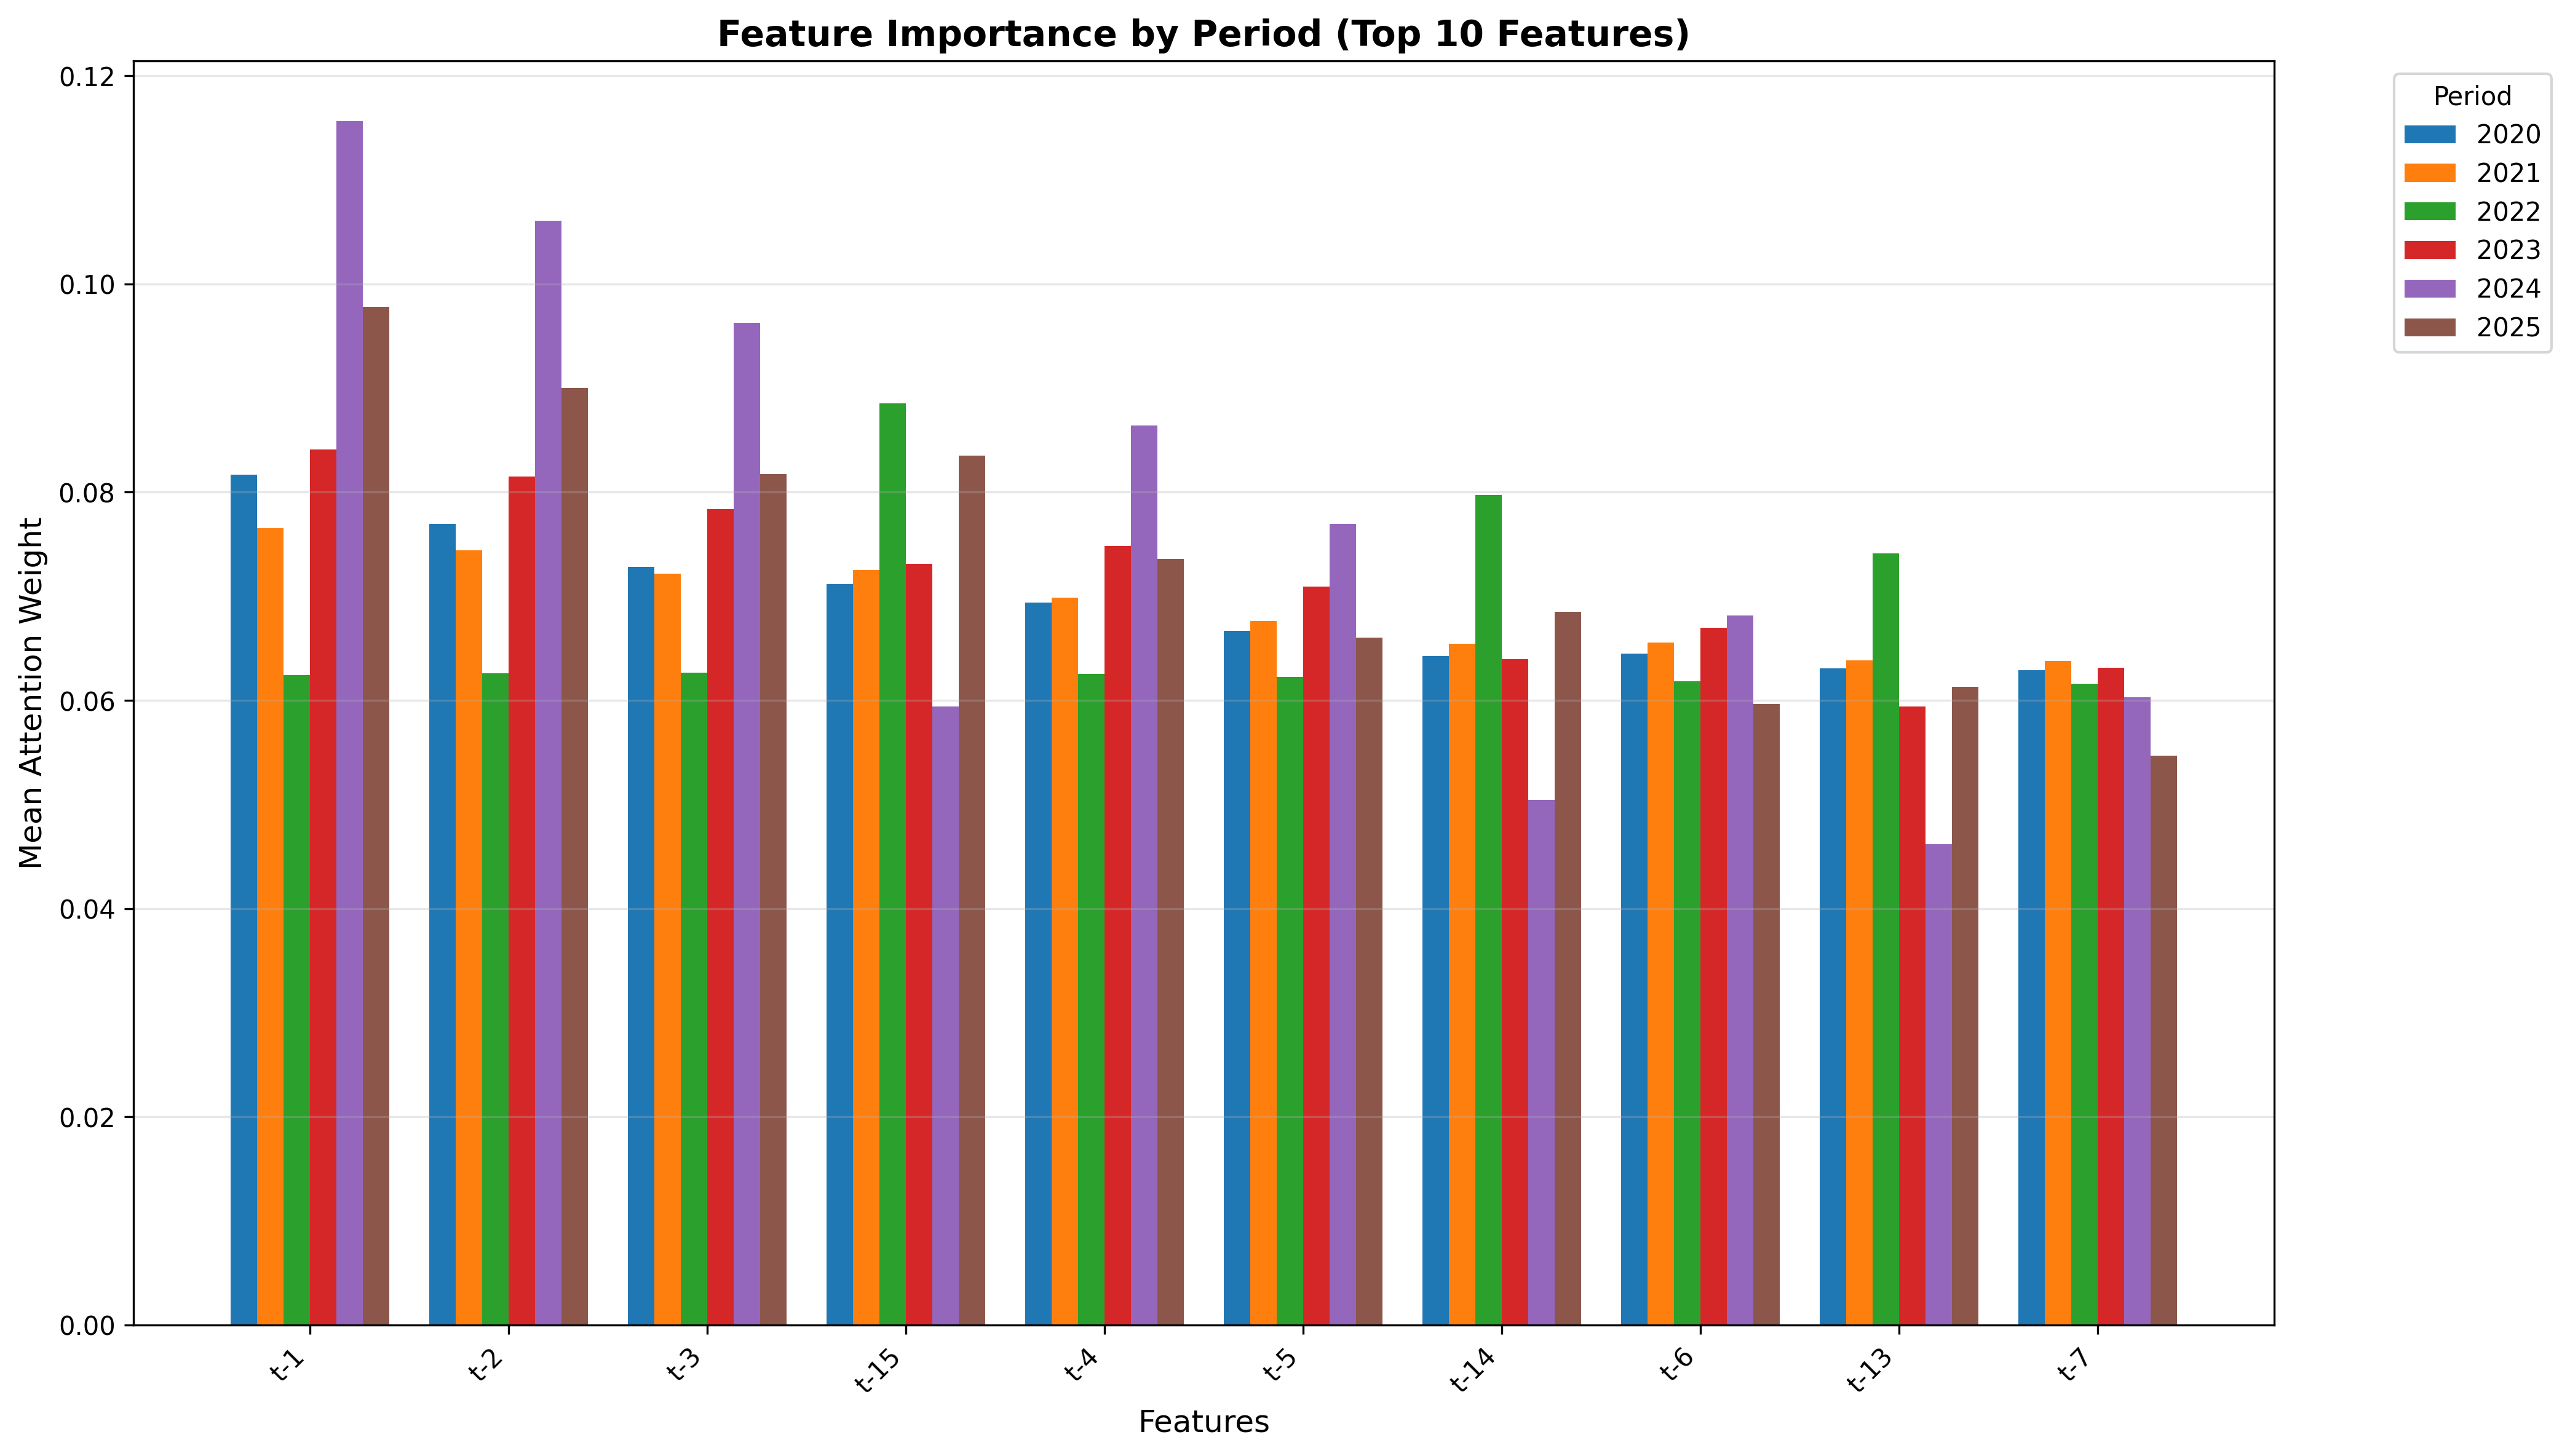 Feature Importance by Period (Top 10 Features)
Mean Attention Weight
0.12
0.10
0.08
0.06
0.04
0.02
0.00
t-1
t-2
t-3
t-15
t-4
t-5
t-14
t-6
t-13
t-7
Features
Period
2020
2021
2022
2023
2024
2025